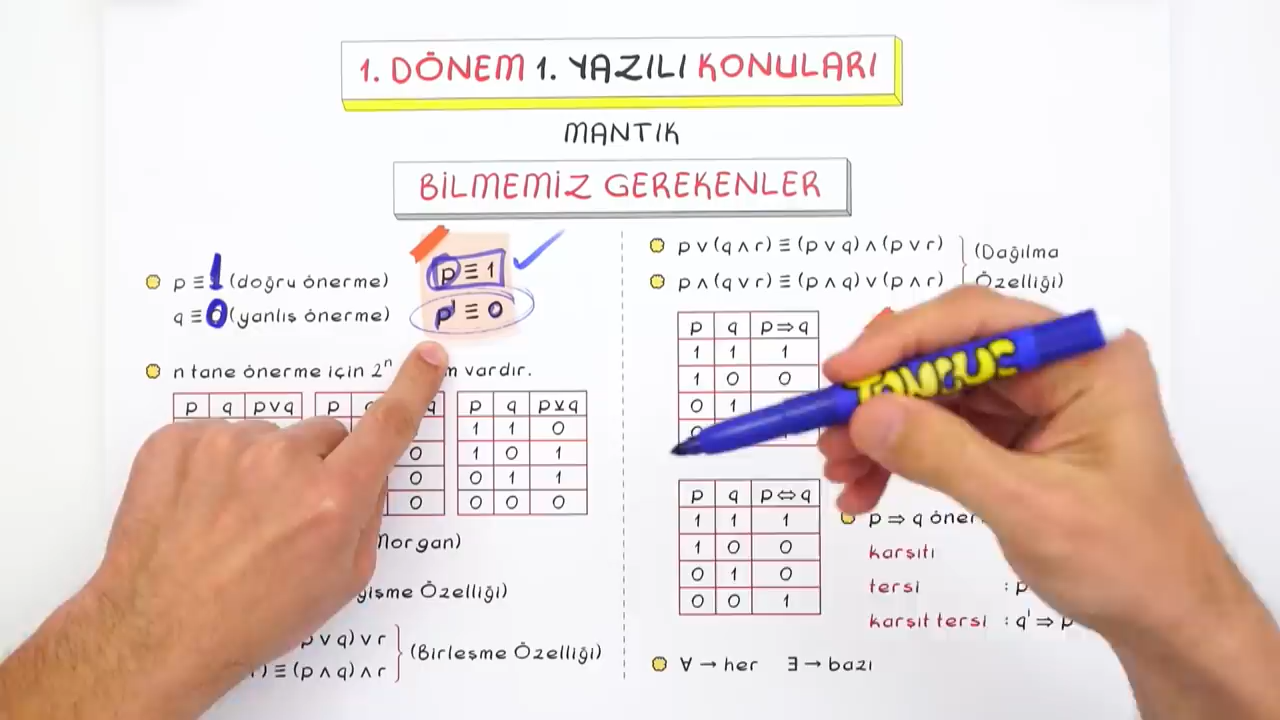 1. DÖNEM 1. YAZILI KONULARI
MANTIK
BİLMEMİZ GEREKENLER
p ≡ 1 (doğru önerme)
q ≡ 0 (yanlış önerme)
p ≡ 1
p' ≡ 0
n tane önerme için 2ⁿ vardır.
p q p∨q
p q
0
0
0
p q p⊻q
1 1 0
1 0 1
0 1 1
0 0 0
Morgan)
Özelliği)
p ∨ q) ∨ r
) ≡ (p ∧ q) ∧ r
(Birleşme Özelliği)
p ∨ (q ∧ r) ≡ (p ∨ q) ∧ (p ∨ r)
p ∧ (q ∨ r) ≡ (p ∧ q) ∨ (p ∧ r)
(Dağılma
Özelliği)
p q p⇒q
1 1 1
1 0 0
0 1
0
p q p⇔q
1 1 1
1 0 0
0 1 0
0 0 1
p ⇒ q
karşıtı
tersi : p
karşıt tersi : q' ⇒ p
∀ → her ∃ → bazı